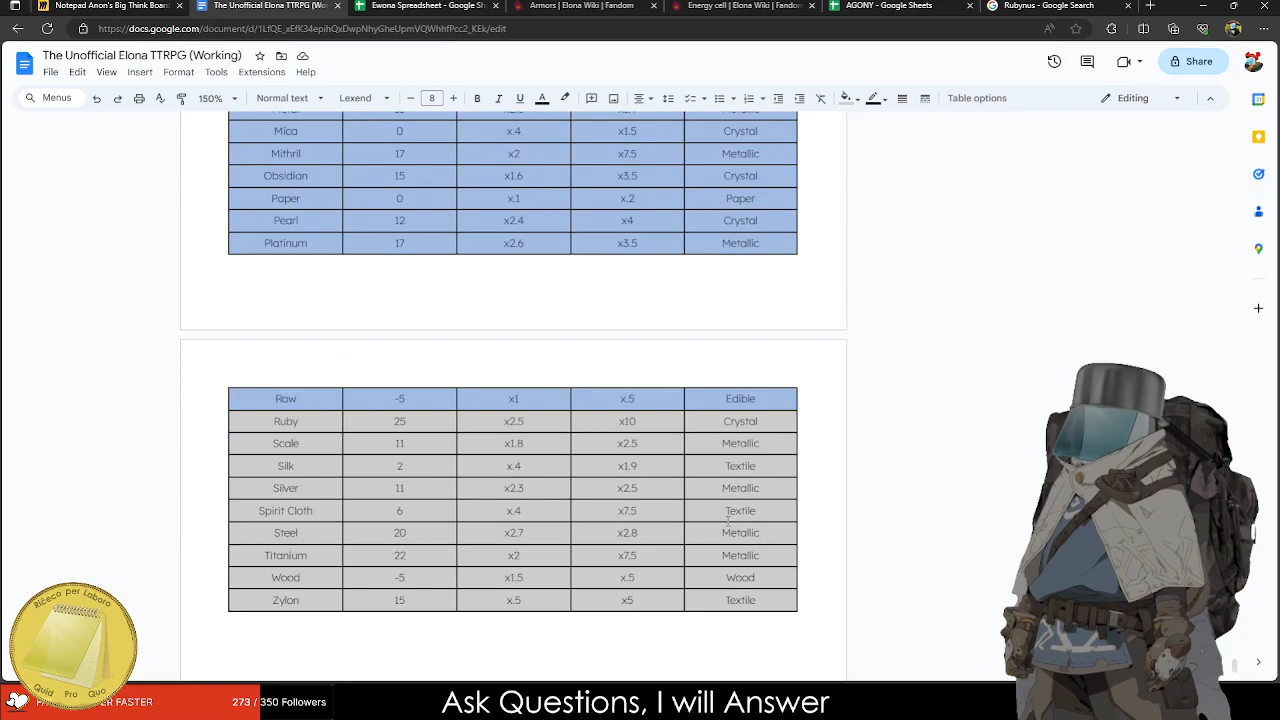 Notepad Anon's Big Think Board
The Unofficial Elona TTRPG (Wor
Ewona Spreadsheet - Google Sh
Armos | Elona Wiki | Fandom
Energy cell | Elona Wiki | Fandom
AGONY - Google Sheets
Rubynus - Google Search
https://docs.google.com/document/d/1LfQE_xEfK34epihQxDwpNhyGheUpmVQWhhfPcc2_KEk/edit
The Unofficial Elona TTRPG (Working)
File Edit View Insert Format Tools Extensions Help
Share
Menus 150% Normal text Lexend 8 Table options Editing
Mica 0 x.4 x1.5 Crystal
Mithril 17 x2 x7.5 Metallic
Obsidian 15 x1.6 x3.5 Crystal
Paper 0 x.1 x.2 Paper
Pearl 12 x2.4 x4 Crystal
Platinum 17 x2.6 x3.5 Metallic
Raw -5 x1 x.5 Edible
Ruby 25 x2.5 x10 Crystal
Scale 11 x1.8 x2.5 Metallic
Silk 2 x.4 x1.9 Textile
Silver 11 x2.3 x2.5 Metallic
Spirit Cloth 6 x.4 x7.5 Textile
Steel 20 x2.7 x2.8 Metallic
Titanium 22 x2 x7.5 Metallic
Wood -5 x1.5 x.5 Wood
Zylon 15 x.5 x5 Textile
Quid Pro Quo
FASTER
273 / 350 Followers
Ask Questions, I will Answer